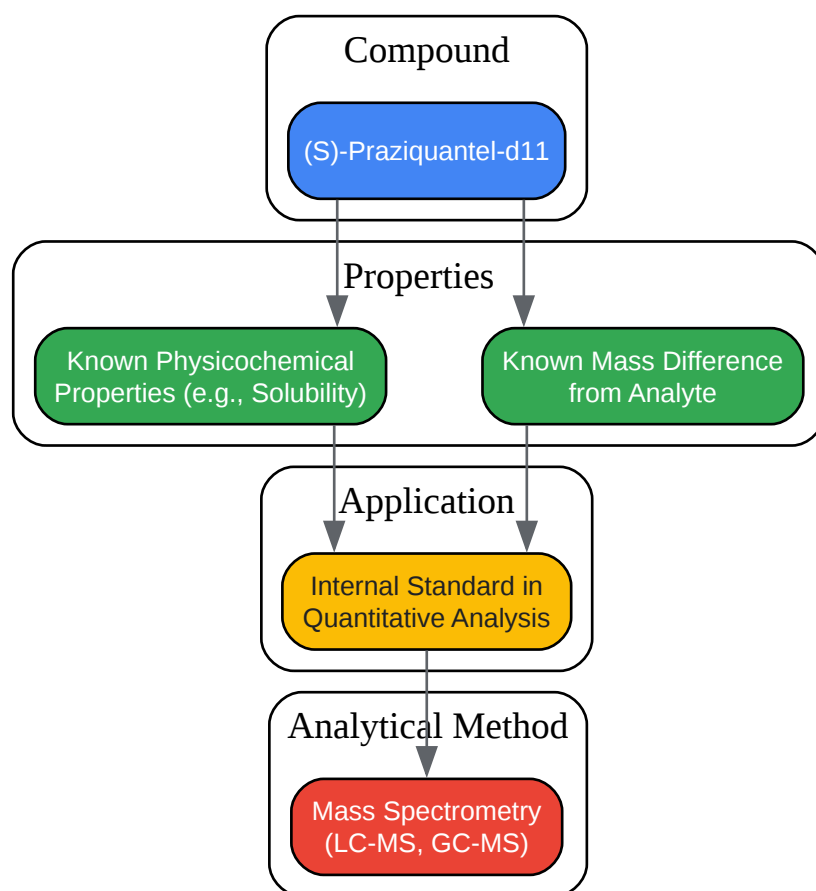 Compound
(S)-Praziquantel-d11
Properties
Known Physicochemical
Properties (e.g., Solubility)
Known Mass Difference
from Analyte
Application
Internal Standard in
Quantitative Analysis
Analytical Method
Mass Spectrometry
(LC-MS, GC-MS)